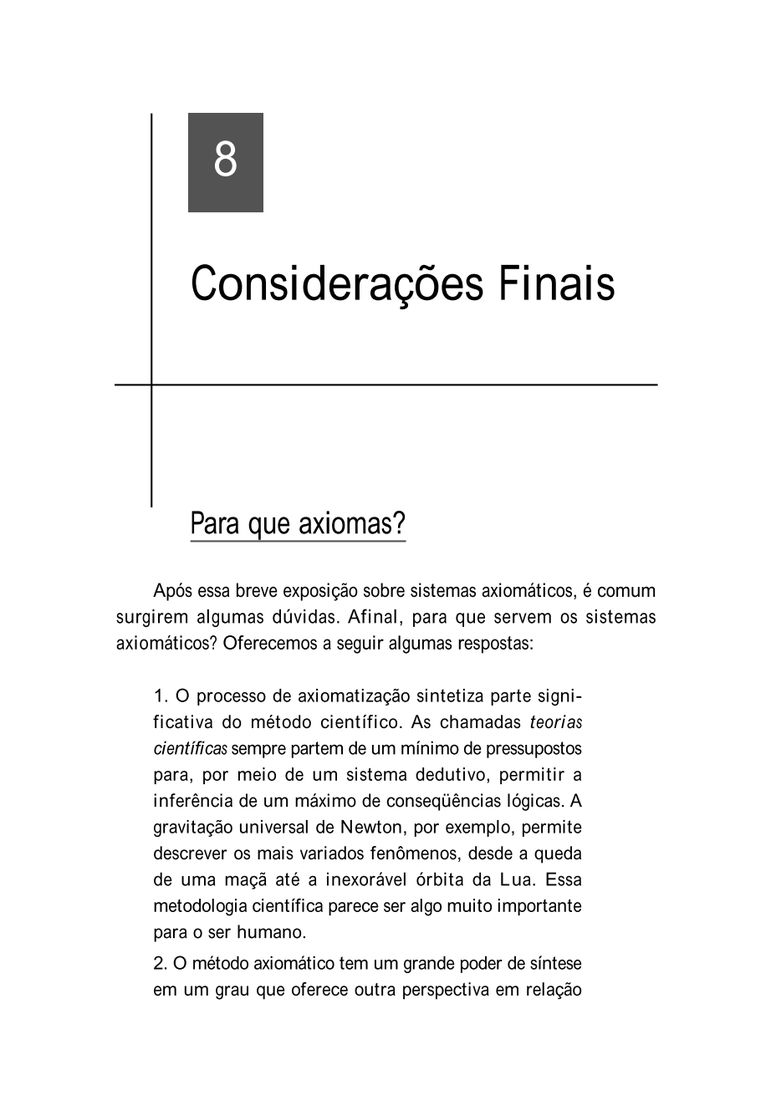 8
Considerações Finais
Para que axiomas?
Após essa breve exposição sobre sistemas axiomáticos, é comum
surgirem algumas dúvidas. Afinal, para que servem os sistemas
axiomáticos? Oferecemos a seguir algumas respostas:
1. O processo de axiomatização sintetiza parte signi-
ficativa do método científico. As chamadas teorias
científicas sempre partem de um mínimo de pressupostos
para, por meio de um sistema dedutivo, permitir a
inferência de um máximo de conseqüências lógicas. A
gravitação universal de Newton, por exemplo, permite
descrever os mais variados fenômenos, desde a queda
de uma maçã até a inexorável órbita da Lua. Essa
metodologia científica parece ser algo muito importante
para o ser humano.
2. O método axiomático tem um grande poder de síntese
em um grau que oferece outra perspectiva em relação